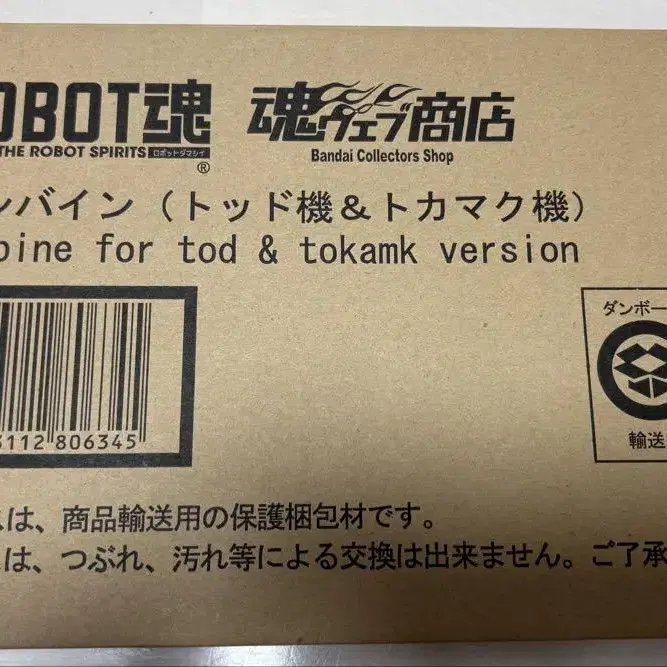 OBOT魂
THE ROBOT SPIRITS ロボットダマシイ
®
魂ウェブ商店
Bandai Collectors Shop
ンバイン（トッド機＆トカマク機）
bine for tod & tokamk version
3112 806345
ダンボー
輸送
は、商品輸送用の保護梱包材です。
は、つぶれ、汚れ等による交換は出来ません。ご了承